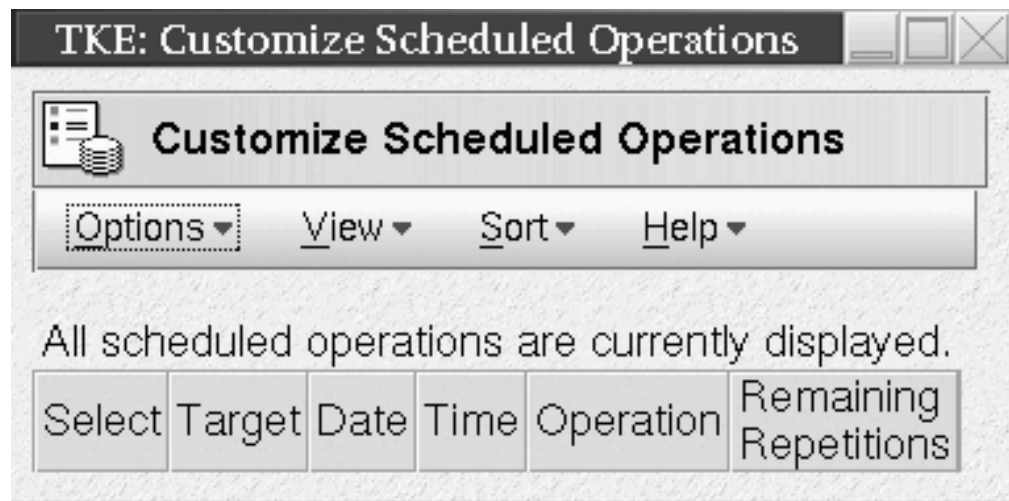 TKE: Customize Scheduled Operations
Customize Scheduled Operations
Options View Sort Help
All scheduled operations are currently displayed.
Select Target Date Time Operation Remaining Repetitions